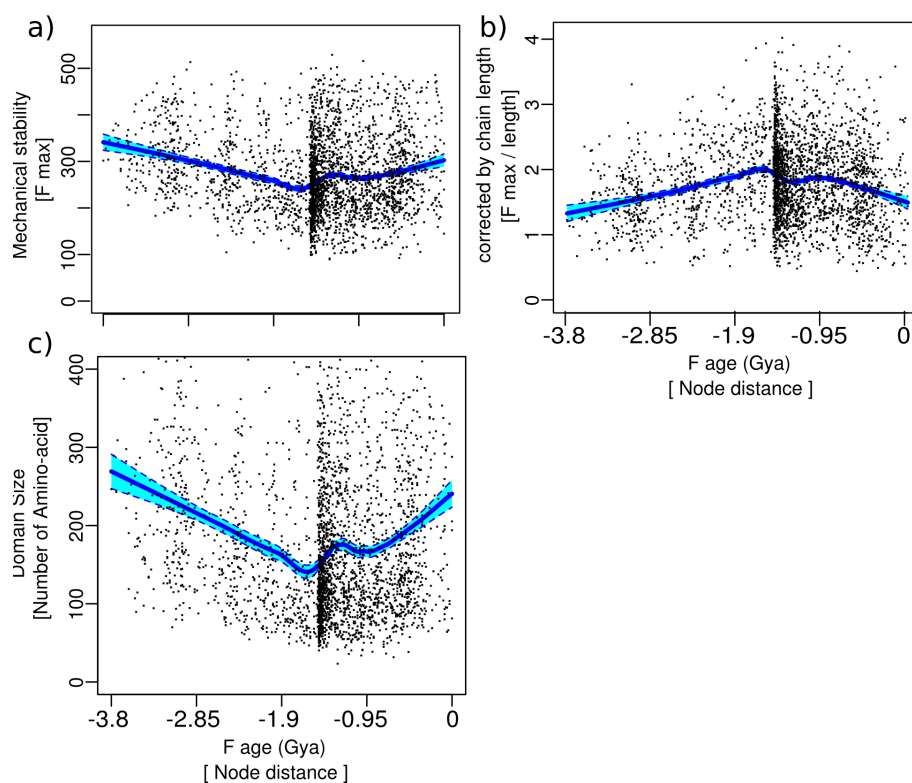 a)
Mechanical stability
[F max]
500
300
100
0
b)
corrected by chain length
[F max / length]
4
3
2
1
0
-3.8 -2.85 -1.9 -0.95 0
F age (Gya)
[ Node distance ]
c)
Domain Size
[Number of Amino-acid]
400
300
200
100
0
-3.8 -2.85 -1.9 -0.95 0
F age (Gya)
[ Node distance ]